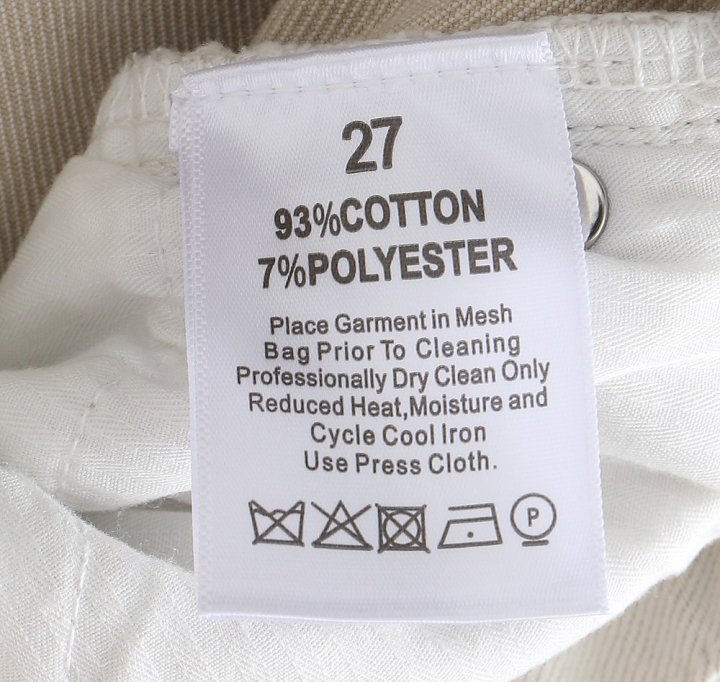 27
93%COTTON
7%POLYESTER
Place Garment in Mesh
Bag Prior To Cleaning
Professionally Dry Clean Only
Reduced Heat,Moisture and
Cycle Cool Iron
Use Press Cloth.
P